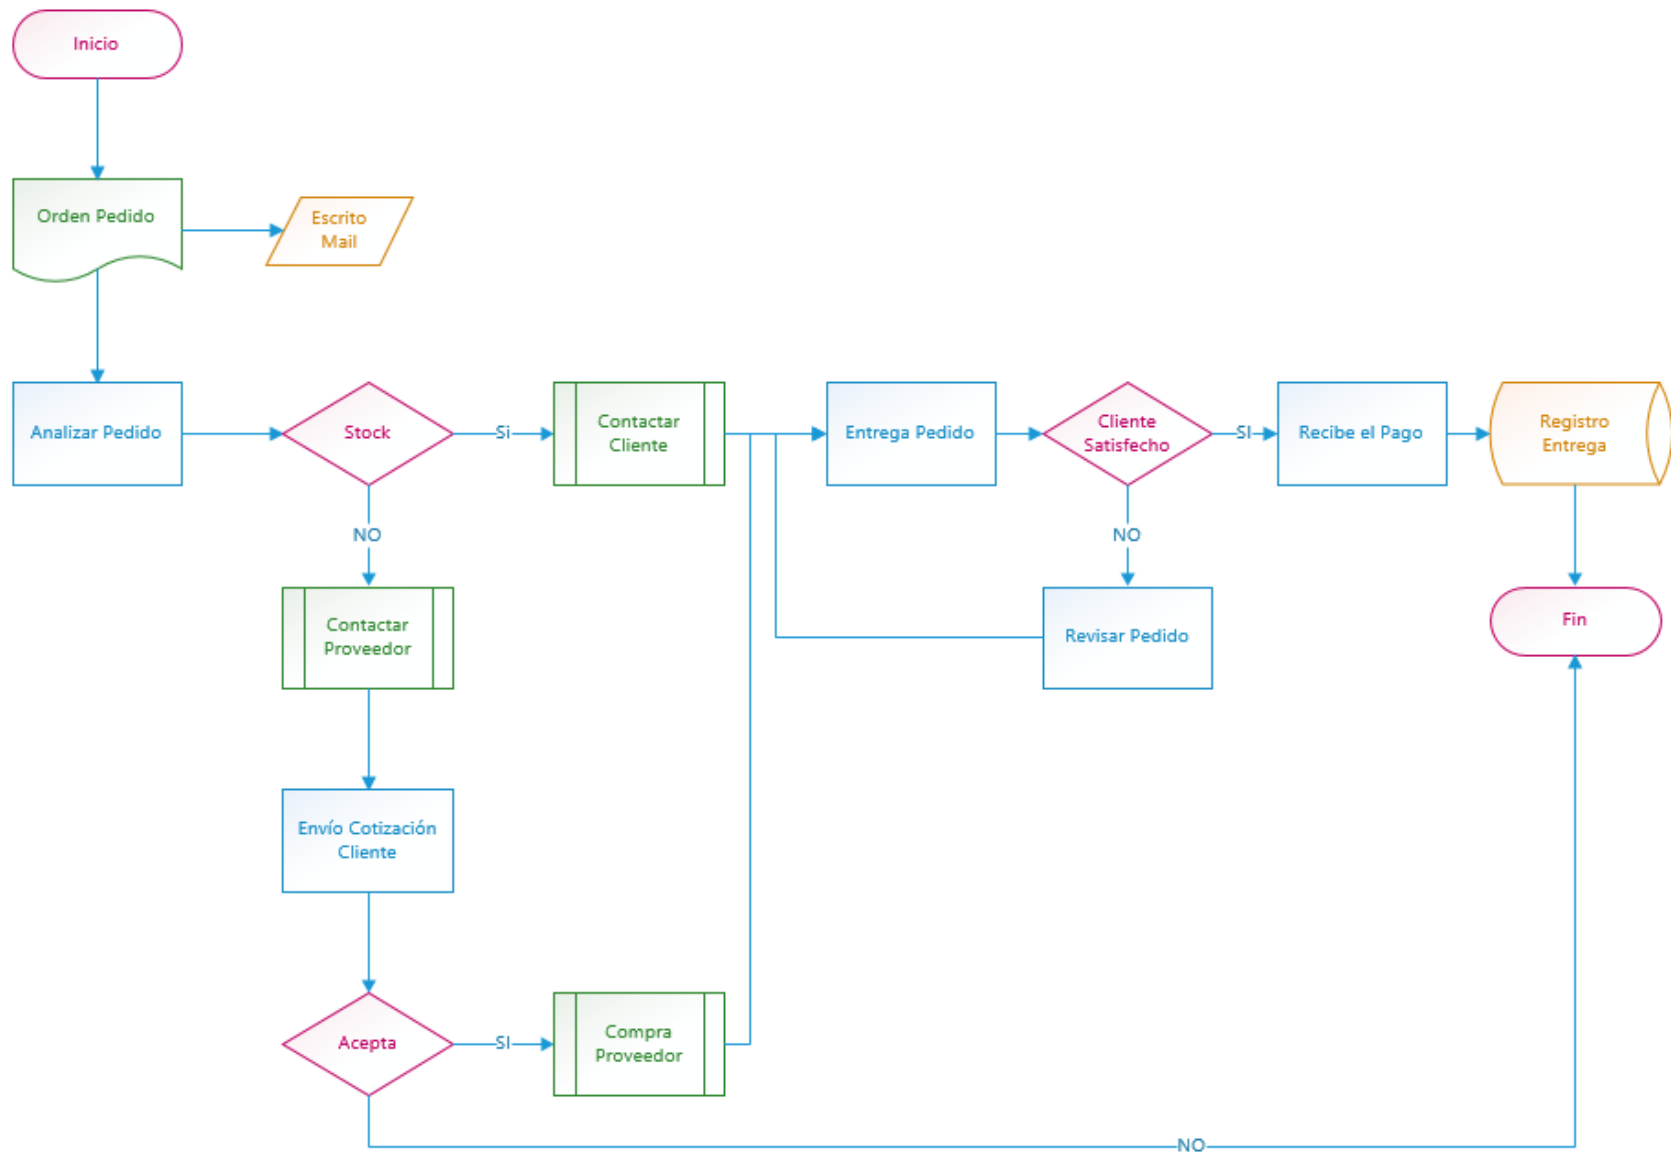 Inicio
Orden Pedido
Escrito
Mail
Analizar Pedido
Stock
Si
Contactar
Cliente
Entrega Pedido
Cliente
Satisfecho
SI
Recibe el Pago
Registro
Entrega
NO
NO
Contactar
Proveedor
Revisar Pedido
Fin
Envío Cotización
Cliente
Acepta
SI
Compra
Proveedor
NO